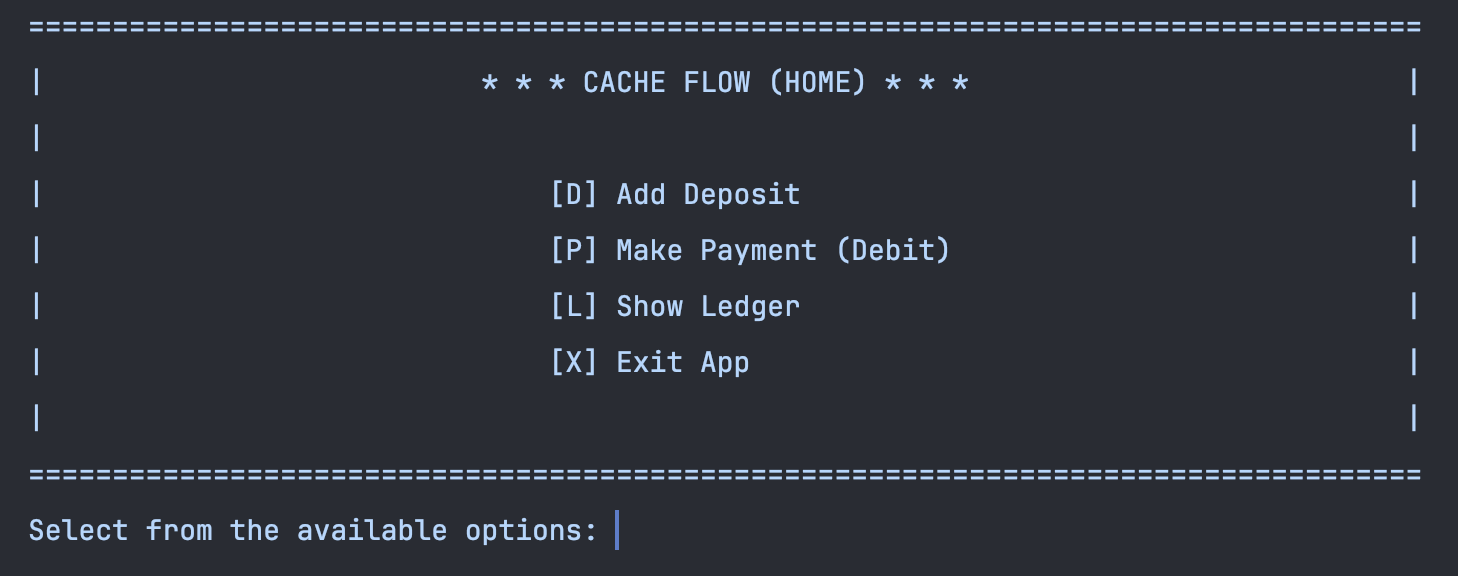 ===================================================================================
| * * * CACHE FLOW (HOME) * * * |
| |
| [D] Add Deposit |
| [P] Make Payment (Debit) |
| [L] Show Ledger |
| [X] Exit App |
| |
===================================================================================
Select from the available options: